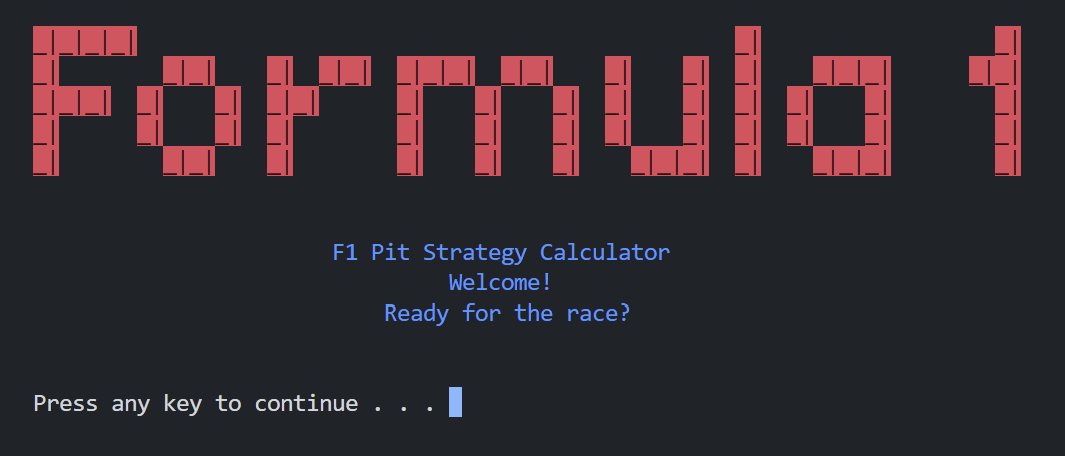 Formula 1
F1 Pit Strategy Calculator
Welcome!
Ready for the race?
Press any key to continue . . .